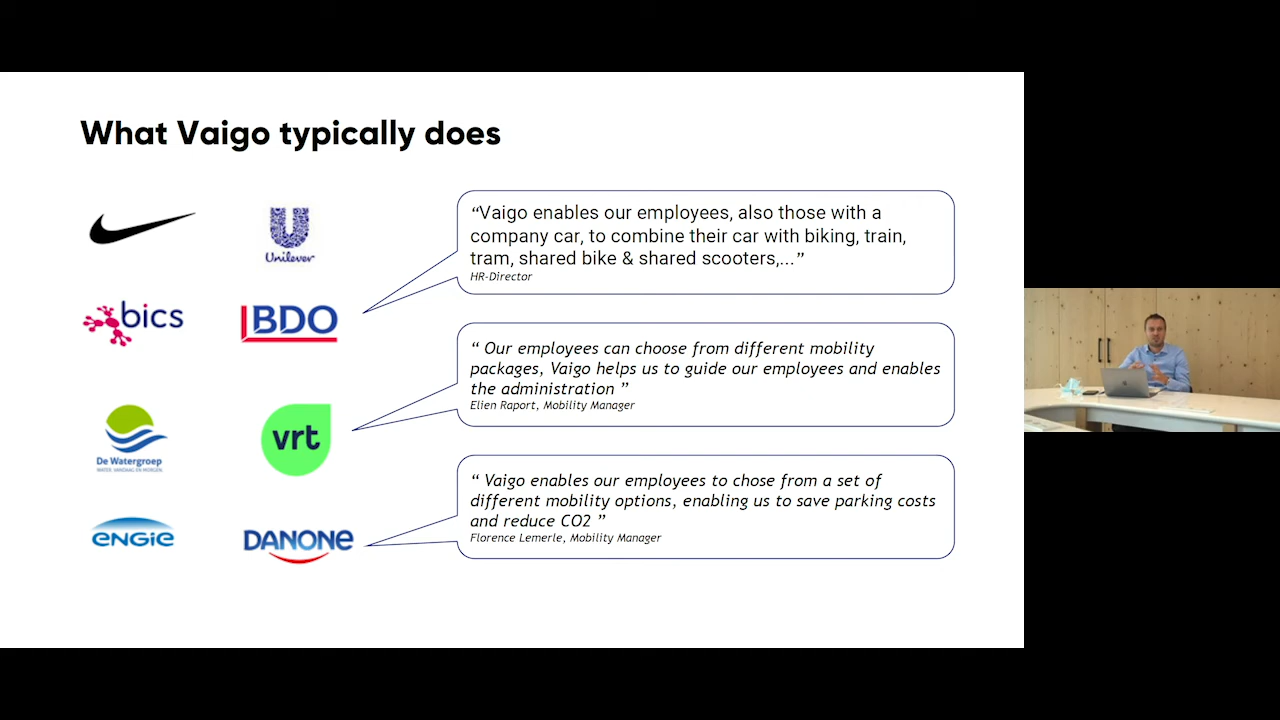 What Vaigo typically does
Unilever
bics
BDO
De Watergroep
WATER. VANDAAG EN MORGEN.
vrt
ENGIE
DANONE
“Vaigo enables our employees, also those with a
company car, to combine their car with biking, train,
tram, shared bike & shared scooters,...”
HR-Director
“ Our employees can choose from different mobility
packages, Vaigo helps us to guide our employees and enables
the administration ”
Elien Raport, Mobility Manager
“ Vaigo enables our employees to chose from a set of
different mobility options, enabling us to save parking costs
and reduce CO2 ”
Florence Lemerle, Mobility Manager